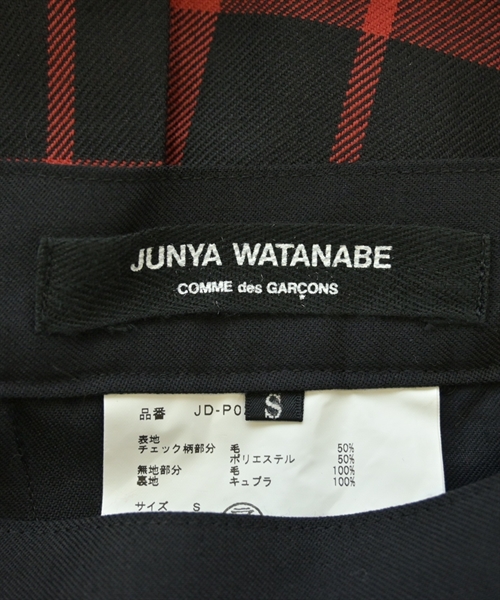 JUNYA WATANABE
COMME des GARÇONS
S
品番 JD-P0
表地
チェック柄部分 毛 50%
ポリエステル 50%
無地部分 毛 100%
裏地 キュプラ 100%
サイズ S